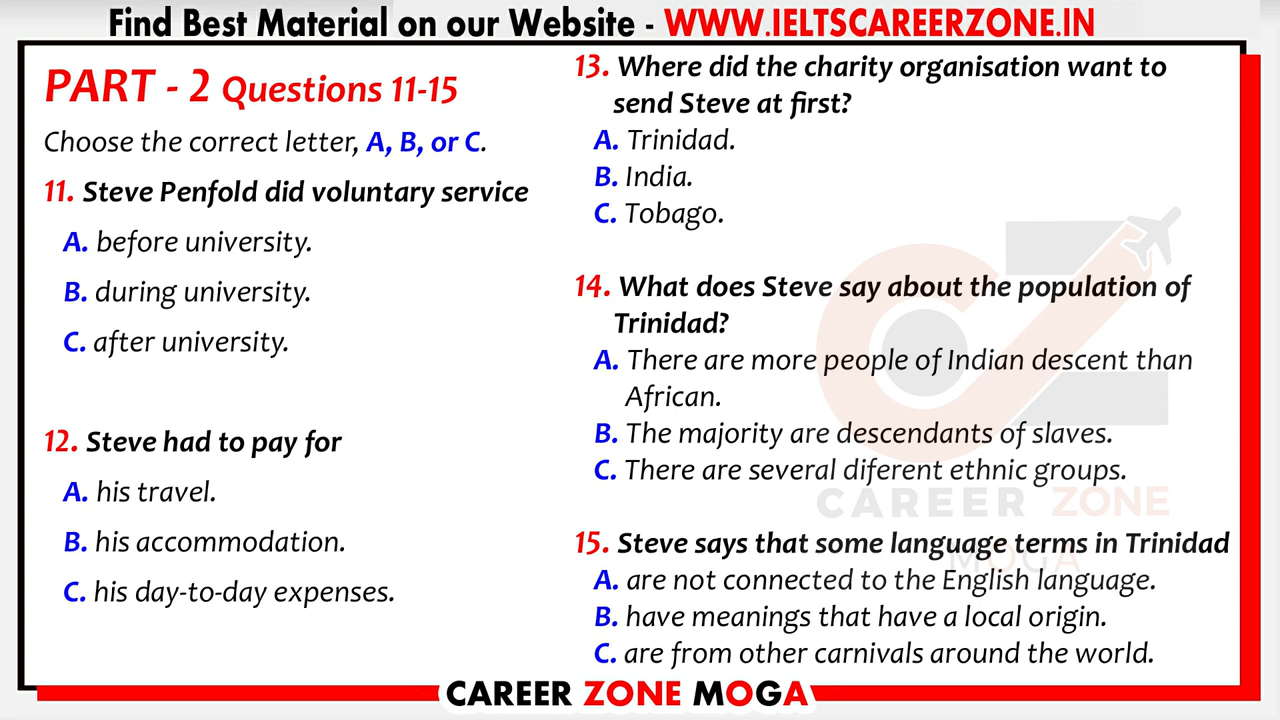 Find Best Material on our Website - WWW.IELTSCAREERZONE.IN
PART - 2 Questions 11-15
Choose the correct letter, A, B, or C.
11. Steve Penfold did voluntary service
A. before university.
B. during university.
C. after university.
12. Steve had to pay for
A. his travel.
B. his accommodation.
C. his day-to-day expenses.
13. Where did the charity organisation want to
send Steve at first?
A. Trinidad.
B. India.
C. Tobago.
14. What does Steve say about the population of
Trinidad?
A. There are more people of Indian descent than
African.
B. The majority are descendants of slaves.
C. There are several diferent ethnic groups.
CAREER ZONE
15. Steve says that some language terms in Trinidad
MOGA
A. are not connected to the English language.
B. have meanings that have a local origin.
C. are from other carnivals around the world.
CAREER ZONE MOGA